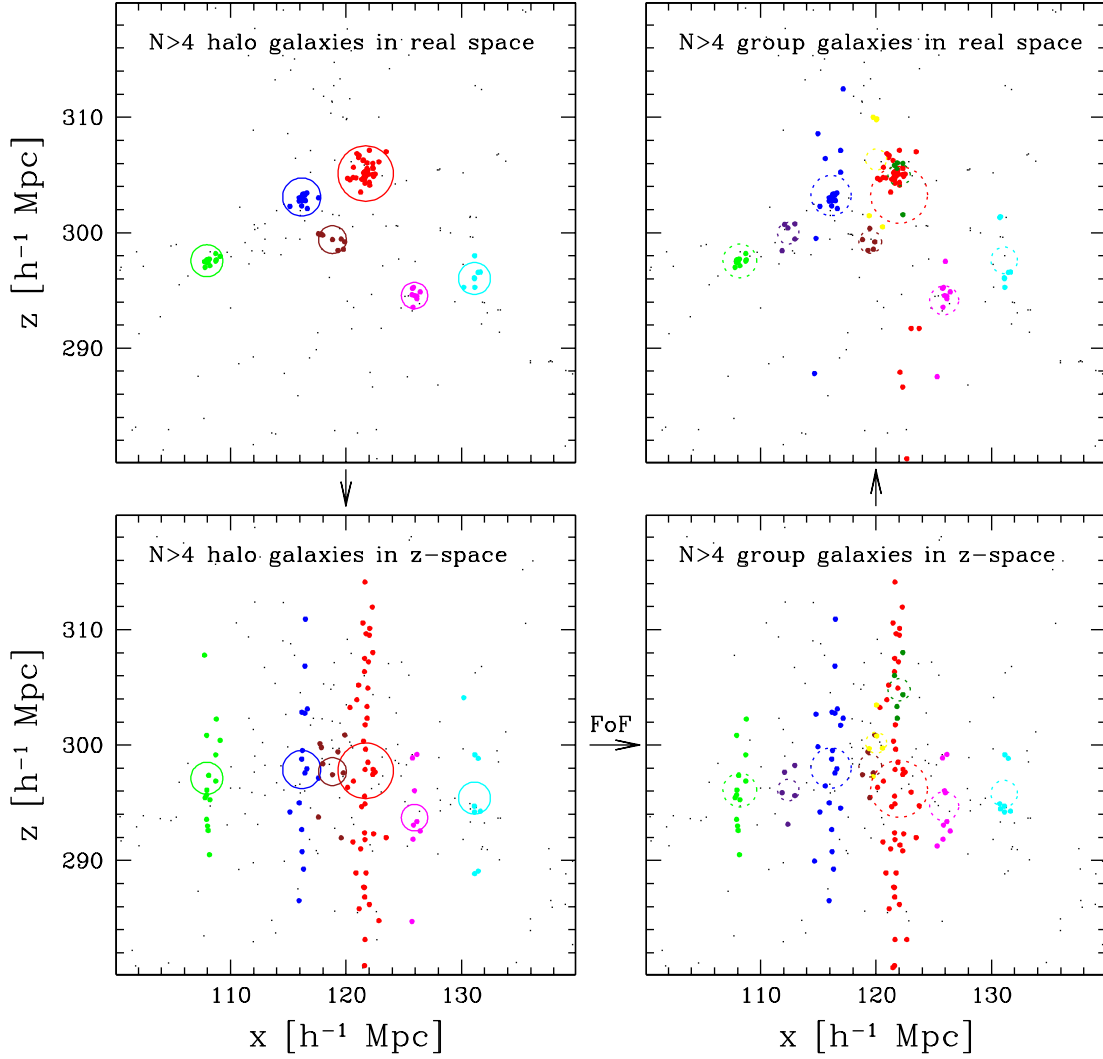 N>4 halo galaxies in real space
N>4 group galaxies in real space
310
300
290
z [h⁻¹ Mpc]
N>4 halo galaxies in z-space
FoF
N>4 group galaxies in z-space
310
300
290
z [h⁻¹ Mpc]
110 120 130
110 120 130
x [h⁻¹ Mpc]
x [h⁻¹ Mpc]